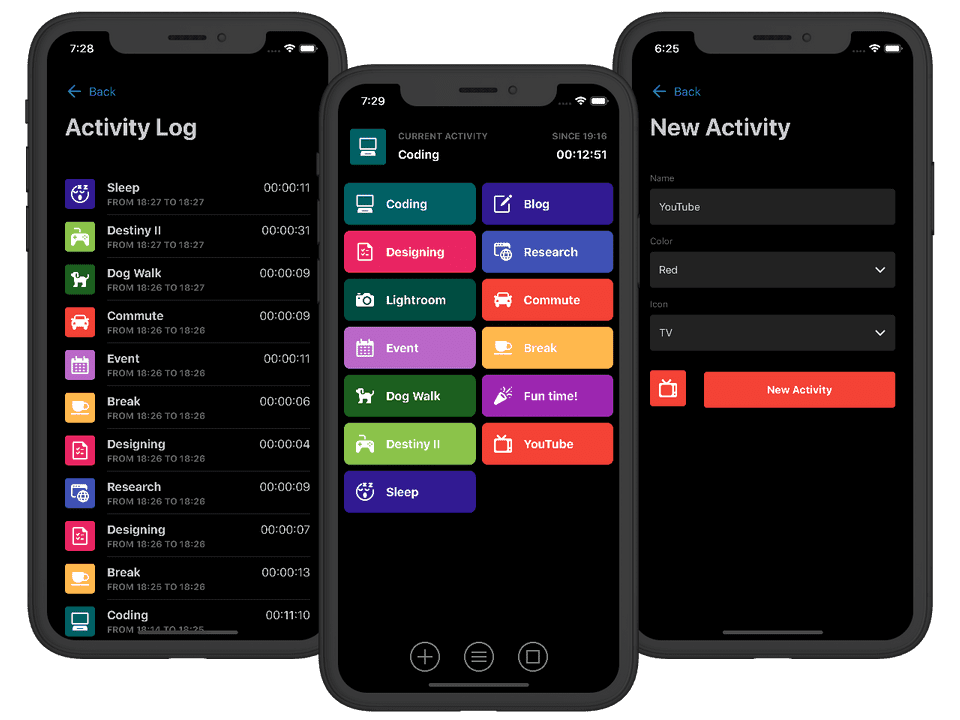 7:28
Back
Activity Log
Sleep 00:00:11
FROM 18:27 TO 18:27
Destiny II 00:00:31
FROM 18:27 TO 18:27
Dog Walk 00:00:09
FROM 18:26 TO 18:27
Commute 00:00:09
FROM 18:26 TO 18:26
Event 00:00:11
FROM 18:26 TO 18:26
Break 00:00:06
FROM 18:26 TO 18:26
Designing 00:00:04
FROM 18:26 TO 18:26
Research 00:00:09
FROM 18:26 TO 18:26
Designing 00:00:07
FROM 18:26 TO 18:26
Break 00:00:13
FROM 18:25 TO 18:26
Coding 00:11:10
FROM 18:14 TO 18:25
7:29
CURRENT ACTIVITY SINCE 19:16
Coding 00:12:51
Coding Blog
Designing Research
Lightroom Commute
Event Break
Dog Walk Fun time!
Destiny II YouTube
Sleep
6:25
Back
New Activity
Name
YouTube
Color
Red
Icon
TV
New Activity